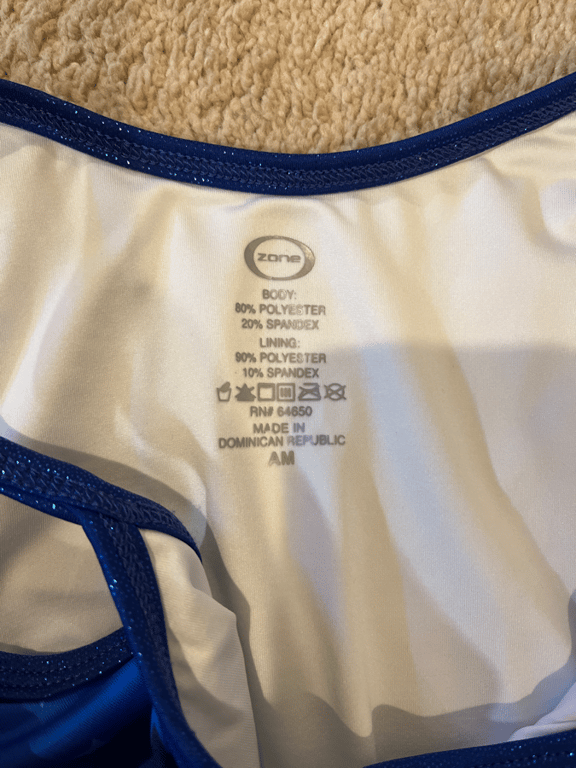 zone
BODY:
80% POLYESTER
20% SPANDEX
LINING:
90% POLYESTER
10% SPANDEX
RN# 64650
MADE IN
DOMINICAN REPUBLIC
AM